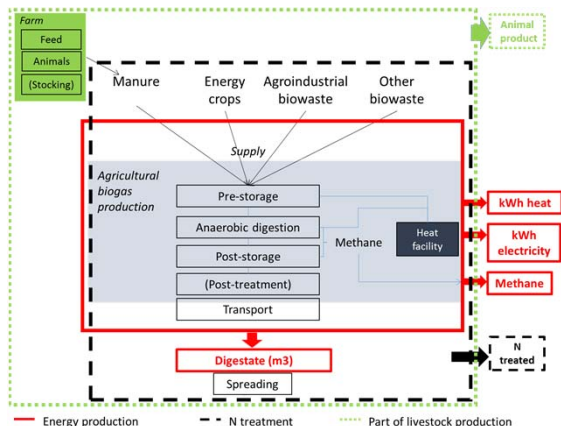 Farm
Feed
Animals
(Stocking)
Animal
product
Manure
Energy
crops
Agroindustrial
biowaste
Other
biowaste
Supply
Agricultural
biogas
production
Pre-storage
Anaerobic digestion
Post-storage
(Post-treatment)
Transport
Methane
Heat
facility
kWh heat
kWh
electricity
Methane
Digestate (m3)
Spreading
N
treated
Energy production
N treatment
Part of livestock production